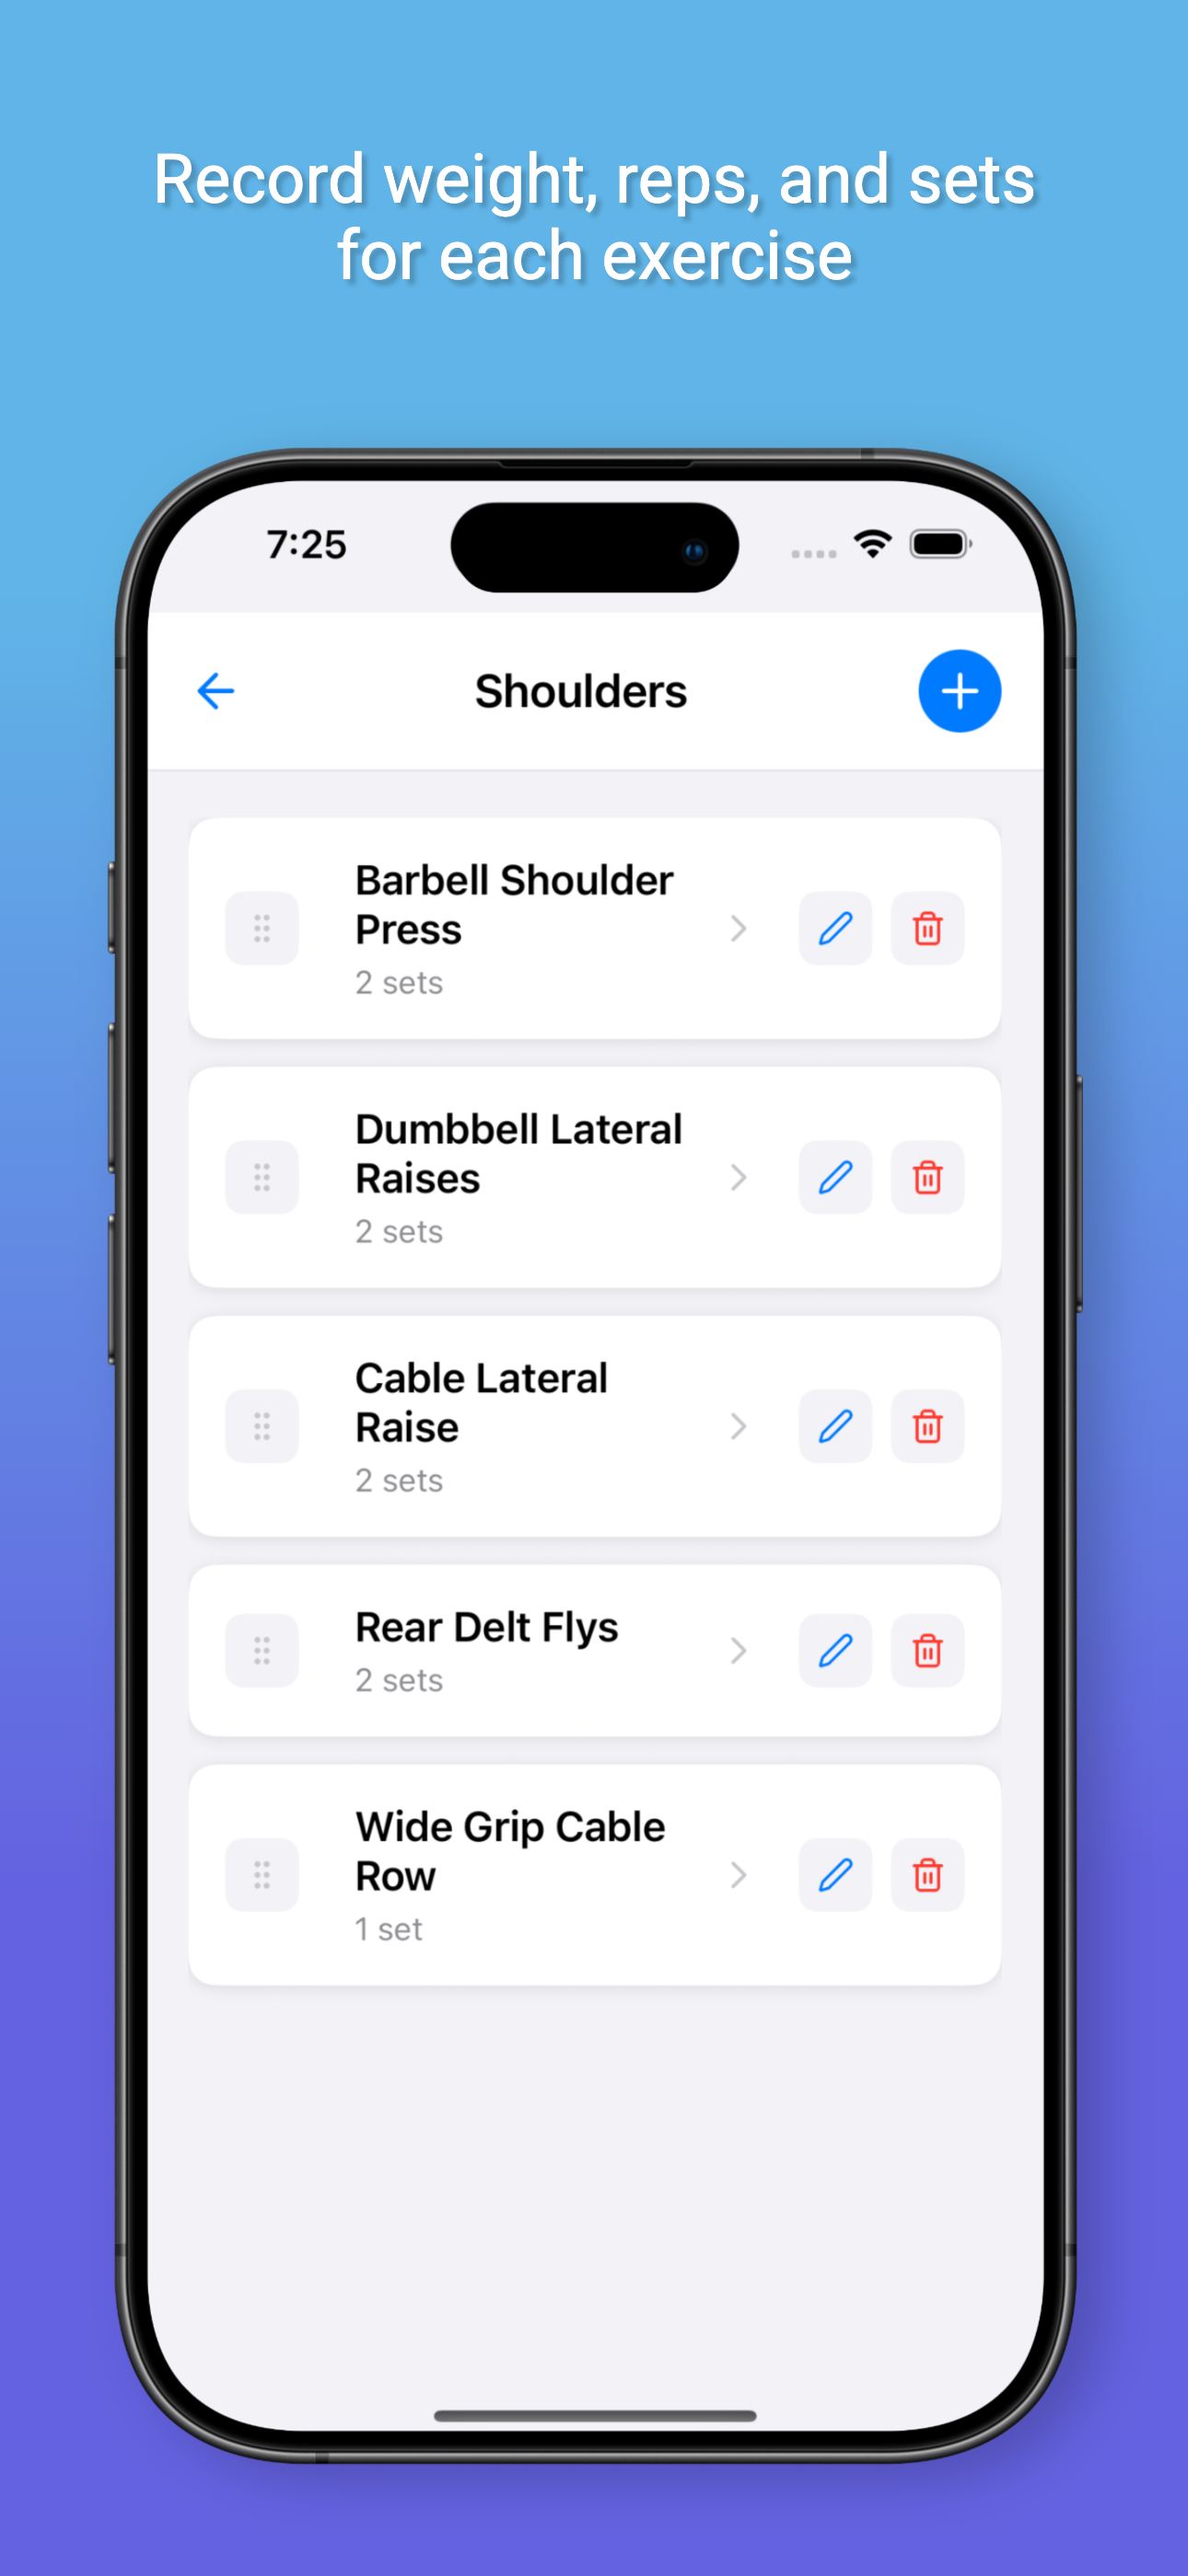 Record weight, reps, and sets
for each exercise
7:25
Shoulders
Barbell Shoulder
Press
2 sets
Dumbbell Lateral
Raises
2 sets
Cable Lateral
Raise
2 sets
Rear Delt Flys
2 sets
Wide Grip Cable
Row
1 set